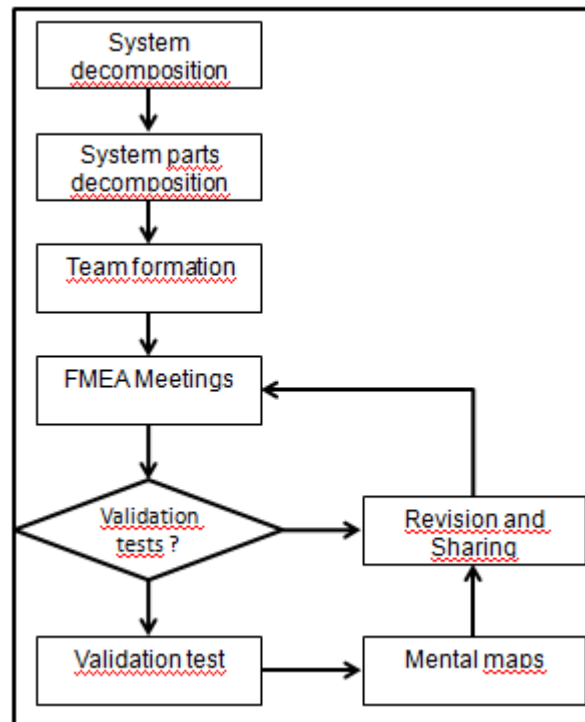 System
decomposition
System parts
decomposition
Team formation
FMEA Meetings
Validation
tests ?
Revision and
Sharing
Validation test
Mental maps